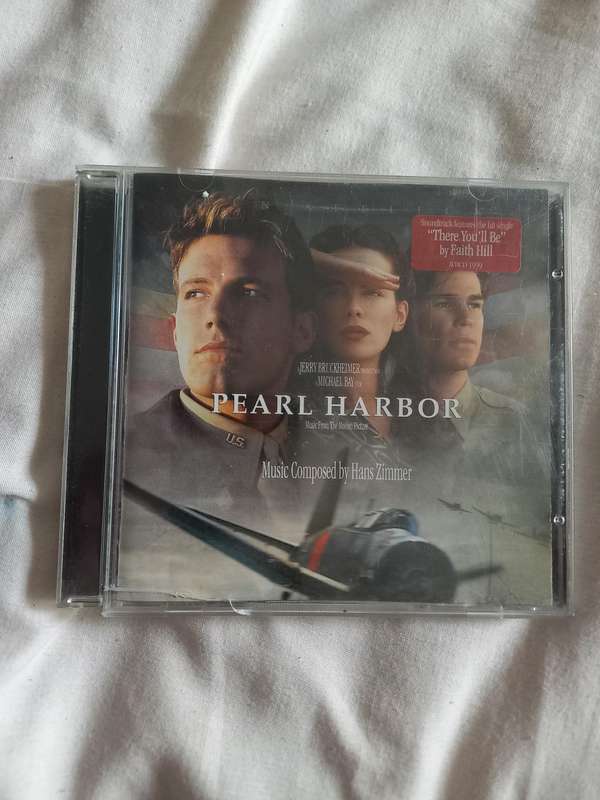 Soundtrack features the hit single
"There You'll Be"
by Faith Hill
JERRY BRUCKHEIMER
MICHAEL BAY
PEARL HARBOR
Music From The Motion Picture
U.S.
Music Composed by Hans Zimmer